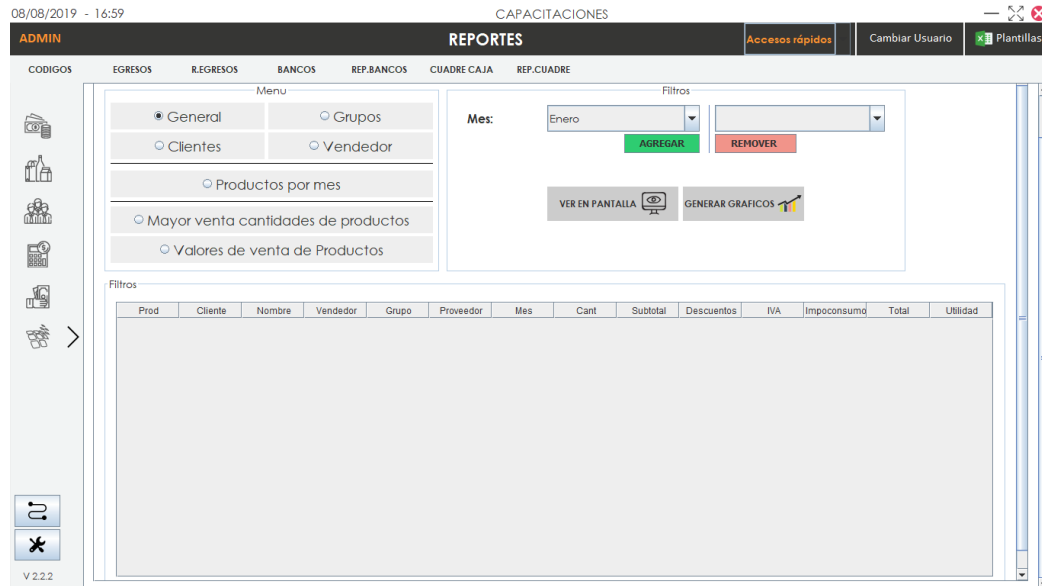 08/08/2019 - 16:59 CAPACITACIONES
ADMIN REPORTES Accesos rápidos Cambiar Usuario Plantillas
CODIGOS EGRESOS R.EGRESOS BANCOS REP.BANCOS CUADRE CAJA REP.CUADRE
Menu
General Grupos
Clientes Vendedor
Productos por mes
Mayor venta cantidades de productos
Valores de venta de Productos
Filtros
Mes: Enero
AGREGAR REMOVER
VER EN PANTALLA GENERAR GRAFICOS
Filtros
Prod Cliente Nombre Vendedor Grupo Proveedor Mes Cant Subtotal Descuentos IVA Impoconsumo Total Utilidad
V 2.2.2